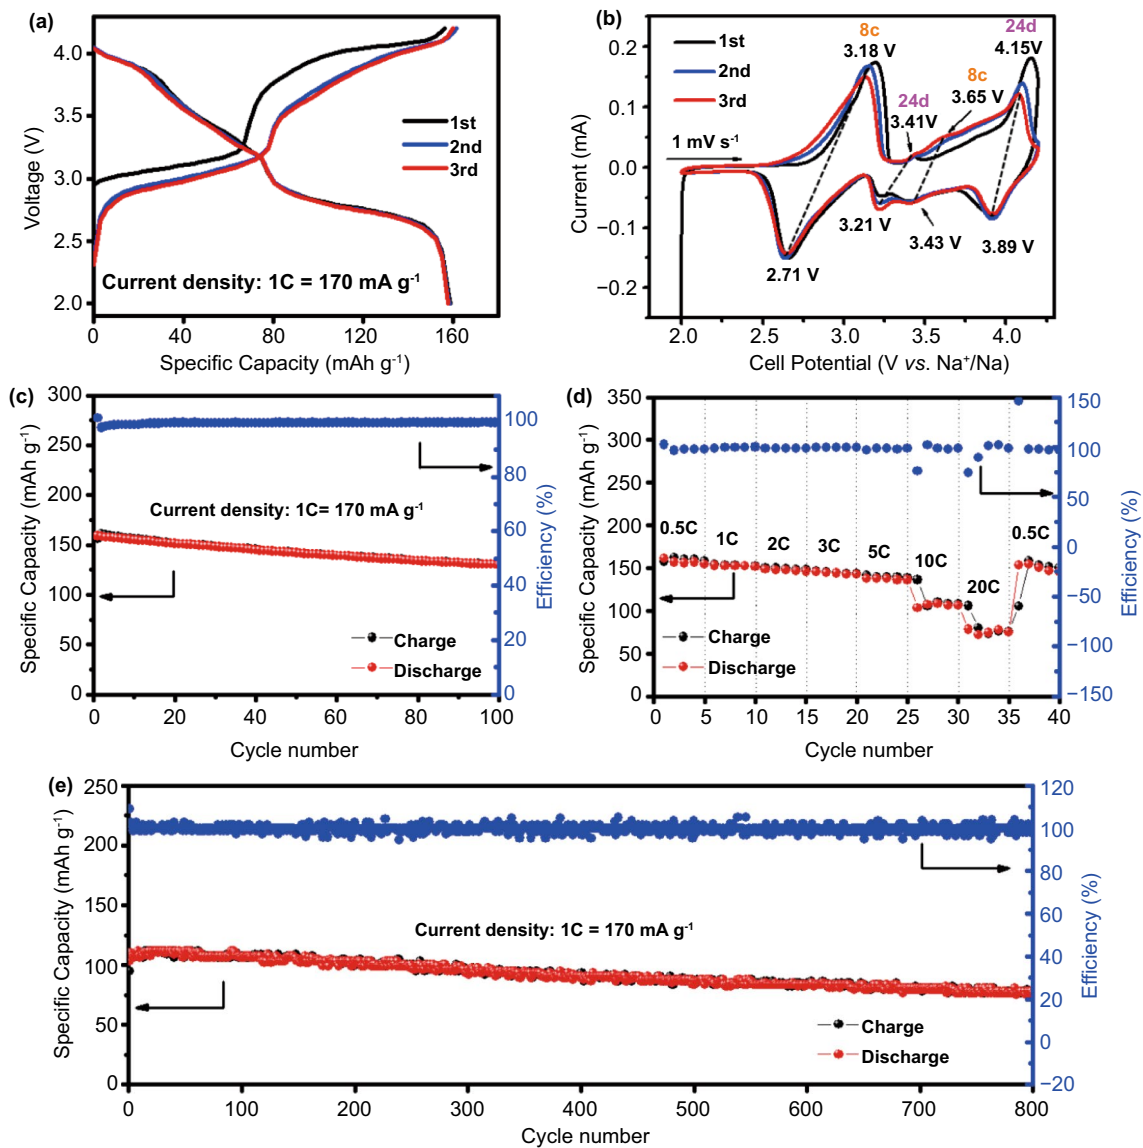 (a)
4.0
3.5
3.0
2.5
2.0
Voltage (V)
1st
2nd
3rd
Current density: 1C = 170 mA g⁻¹
0 40 80 120 160
Specific Capacity (mAh g⁻¹)
(b)
0.2
0.1
0.0
−0.1
−0.2
Current (mA)
1st
2nd
3rd
1 mV s⁻¹
8c
3.18 V
24d
3.41V
8c
3.65 V
24d
4.15V
2.71 V
3.21 V
3.43 V
3.89 V
2.0 2.5 3.0 3.5 4.0
Cell Potential (V vs. Na⁺/Na)
(c)
300
250
200
150
100
50
0
Specific Capacity (mAh g⁻¹)
Current density: 1C= 170 mA g⁻¹
Charge
Discharge
100
80
60
40
20
0
Efficiency (%)
0 20 40 60 80 100
Cycle number
(d)
350
300
250
200
150
100
50
0
Specific Capacity (mAh g⁻¹)
0.5C
1C
2C
3C
5C
10C
20C
0.5C
Charge
Discharge
150
100
50
0
−50
−100
−150
Efficiency (%)
0 5 10 15 20 25 30 35 40
Cycle number
(e)
250
200
150
100
50
0
Specific Capacity (mAh g⁻¹)
Current density: 1C = 170 mA g⁻¹
Charge
Discharge
120
100
80
60
40
20
0
−20
Efficiency (%)
0 100 200 300 400 500 600 700 800
Cycle number